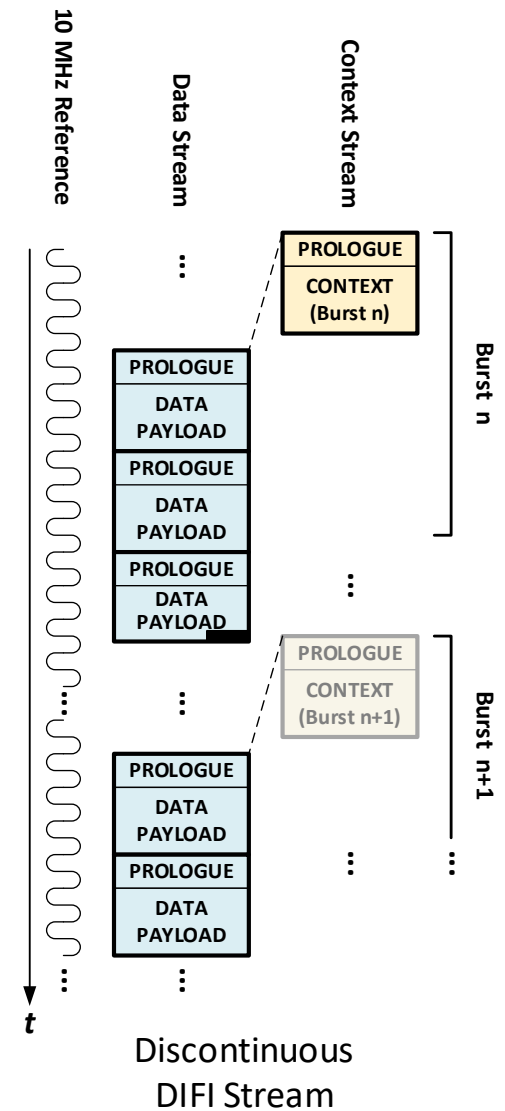 10 MHz Reference
Data Stream
Context Stream
...
PROLOGUE
CONTEXT
(Burst n)
Burst n
PROLOGUE
DATA
PAYLOAD
PROLOGUE
DATA
PAYLOAD
PROLOGUE
DATA
PAYLOAD
...
...
...
PROLOGUE
CONTEXT
(Burst n+1)
Burst n+1
PROLOGUE
DATA
PAYLOAD
PROLOGUE
DATA
PAYLOAD
...
...
...
...
t
Discontinuous
DIFI Stream